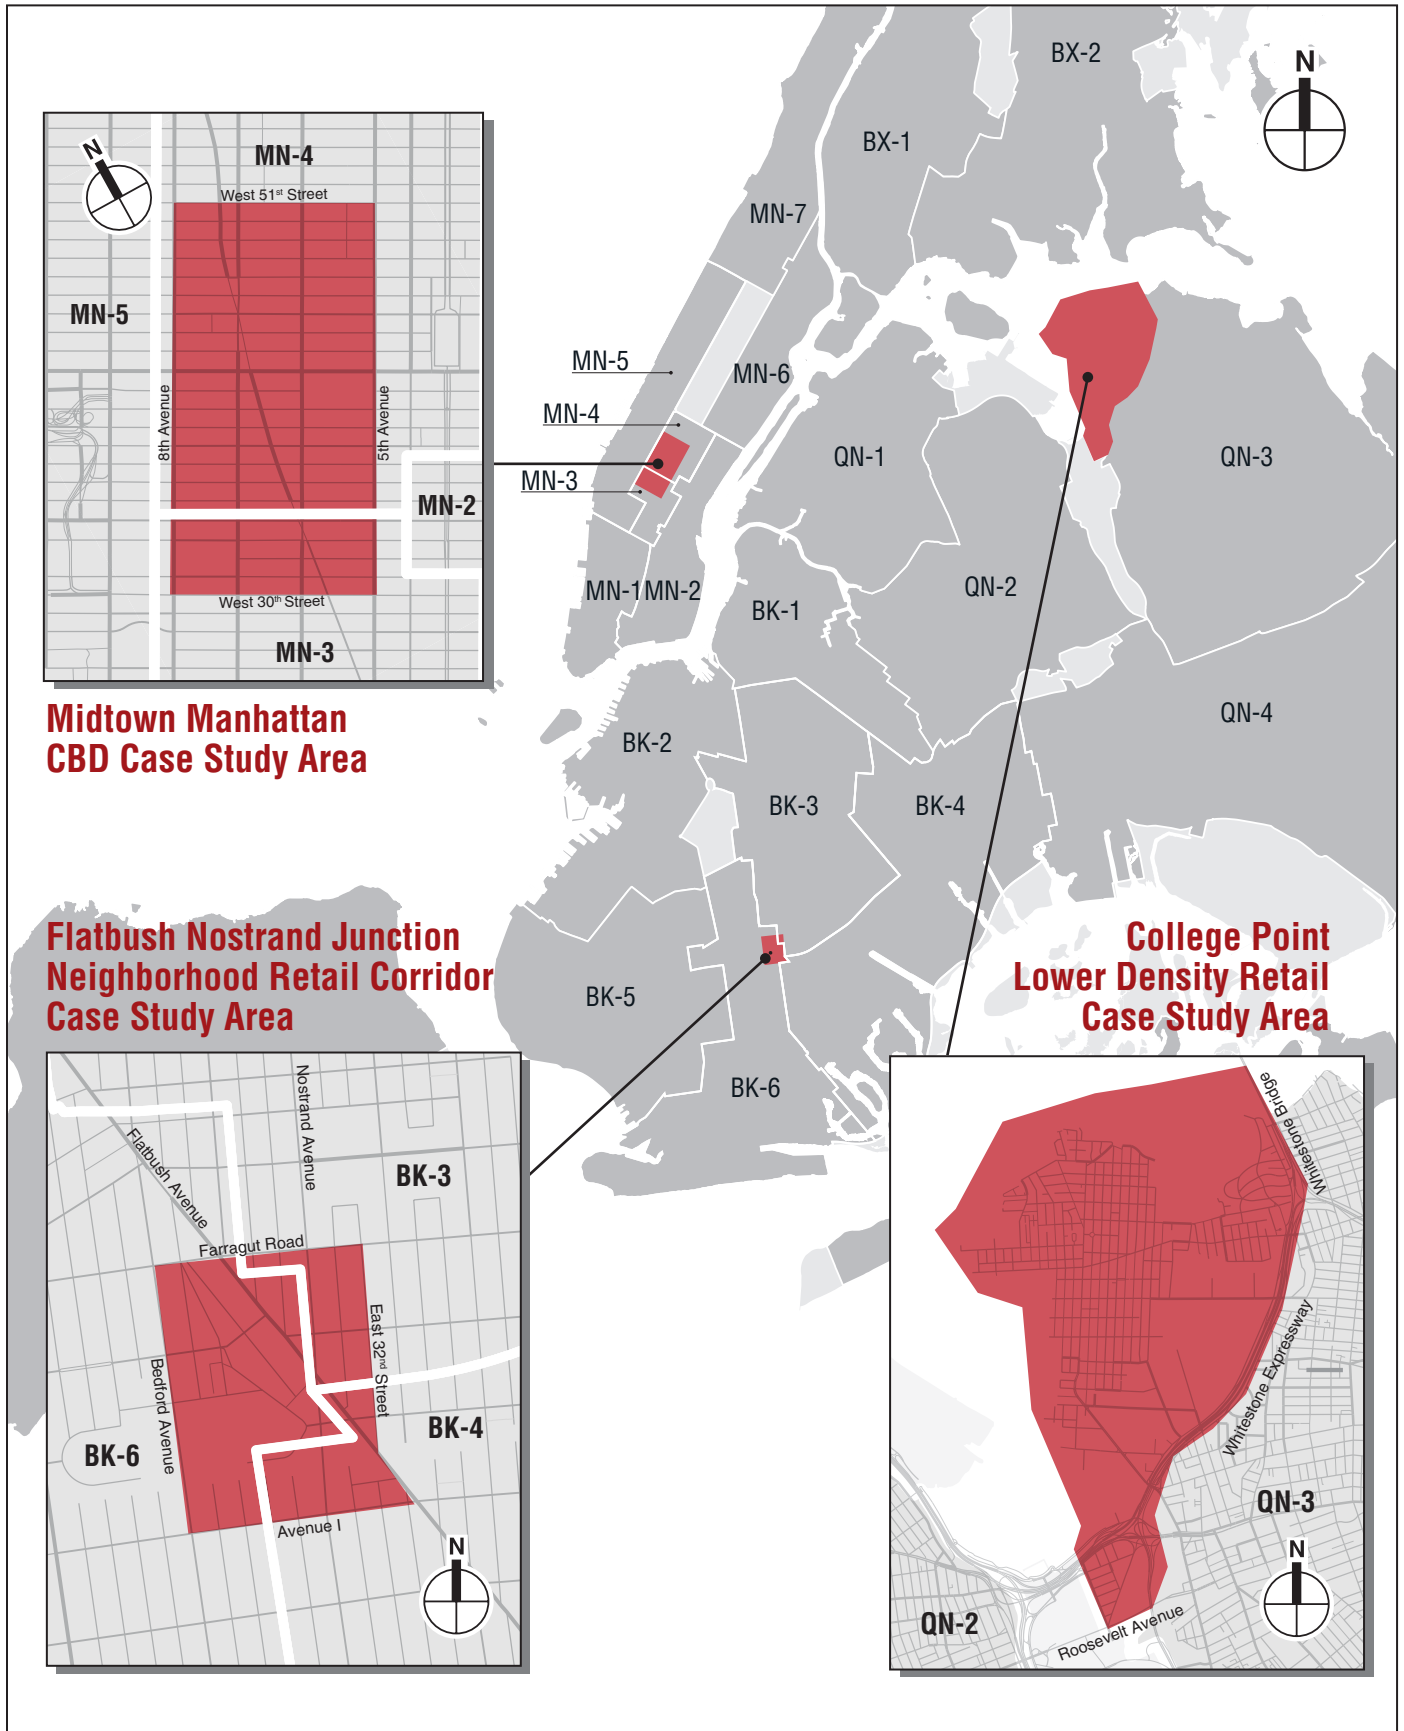 N
BX-2
BX-1
MN-7
MN-5
MN-6
MN-4
MN-3
QN-1
QN-3
MN-1
MN-2
BK-1
QN-2
QN-4
BK-2
BK-3
BK-4
BK-5
BK-6
N
MN-4
West 51st Street
MN-5
8th Avenue
5th Avenue
MN-2
West 30th Street
MN-3
Midtown Manhattan
CBD Case Study Area
Flatbush Nostrand Junction
Neighborhood Retail Corridor
Case Study Area
Nostrand Avenue
Flatbush Avenue
BK-3
Farragut Road
East 32nd Street
Bedford Avenue
BK-4
BK-6
Avenue I
N
College Point
Lower Density Retail
Case Study Area
Whitestone Bridge
Whitestone Expressway
QN-3
N
QN-2
Roosevelt Avenue